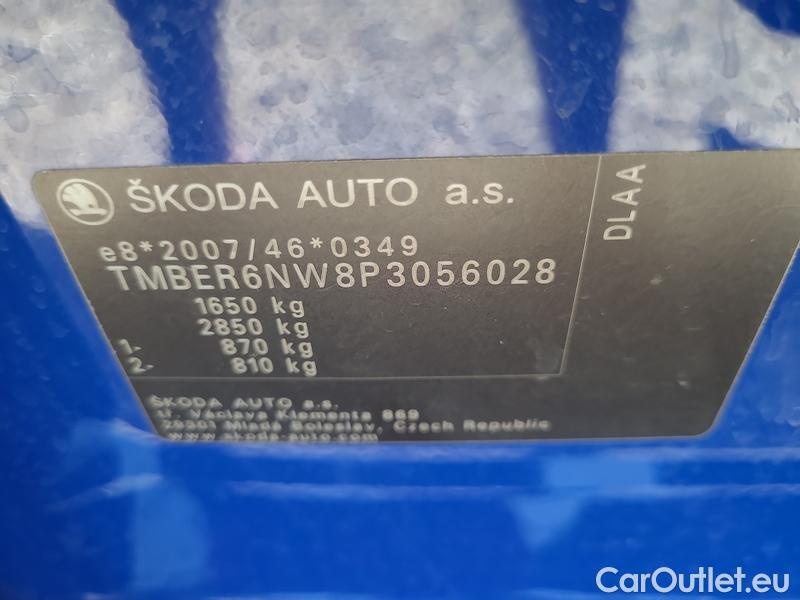 ŠKODA AUTO a.s.
DLAA
e8*2007/46*0349
TMBER6NW8P3056028
1650 kg
2850 kg
1- 870 kg
2- 810 kg
ŠKODA AUTO a.s.
tř. Václava Klementa 869
29301 Mladá Boleslav, Czech Republic
www.skoda-auto.com
CarOutlet.eu